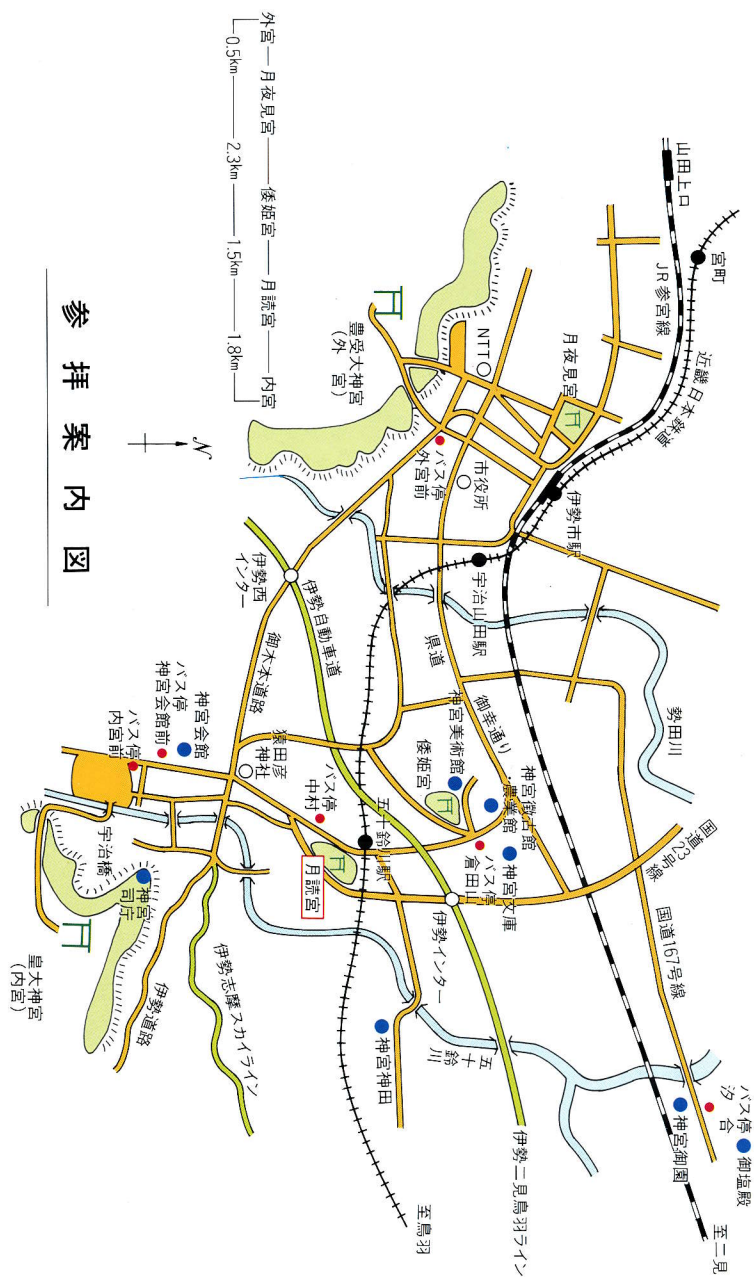 参拝案内図
N
外宮―月夜見宮――倭姫宮――月読宮――内宮
0.5km――2.3km――1.5km――1.8km
山田上口
宮町
JR参宮線
近畿日本鉄道
月夜見宮
NTT
豊受大神宮
(外宮)
バス停
外宮前
市役所
伊勢市駅
宇治山田駅
勢田川
県道
御幸通り
伊勢西
インター
伊勢自動車道
御木本道路
神宮美術館
倭姫宮
神宮徴古館
・農業館
神宮文庫
バス停
倉田山
国道23号線
国道167号線
猿田彦
神社
バス停
中村
五十鈴川駅
月読宮
伊勢インター
神宮会館
バス停
神宮会館前
バス停
内宮前
宇治橋
神宮
司庁
皇大神宮
(内宮)
伊勢道路
伊勢志摩スカイライン
神宮神田
五十鈴川
伊勢二見鳥羽ライン
バス停
汐合
御塩殿
神宮御園
至二見
至鳥羽